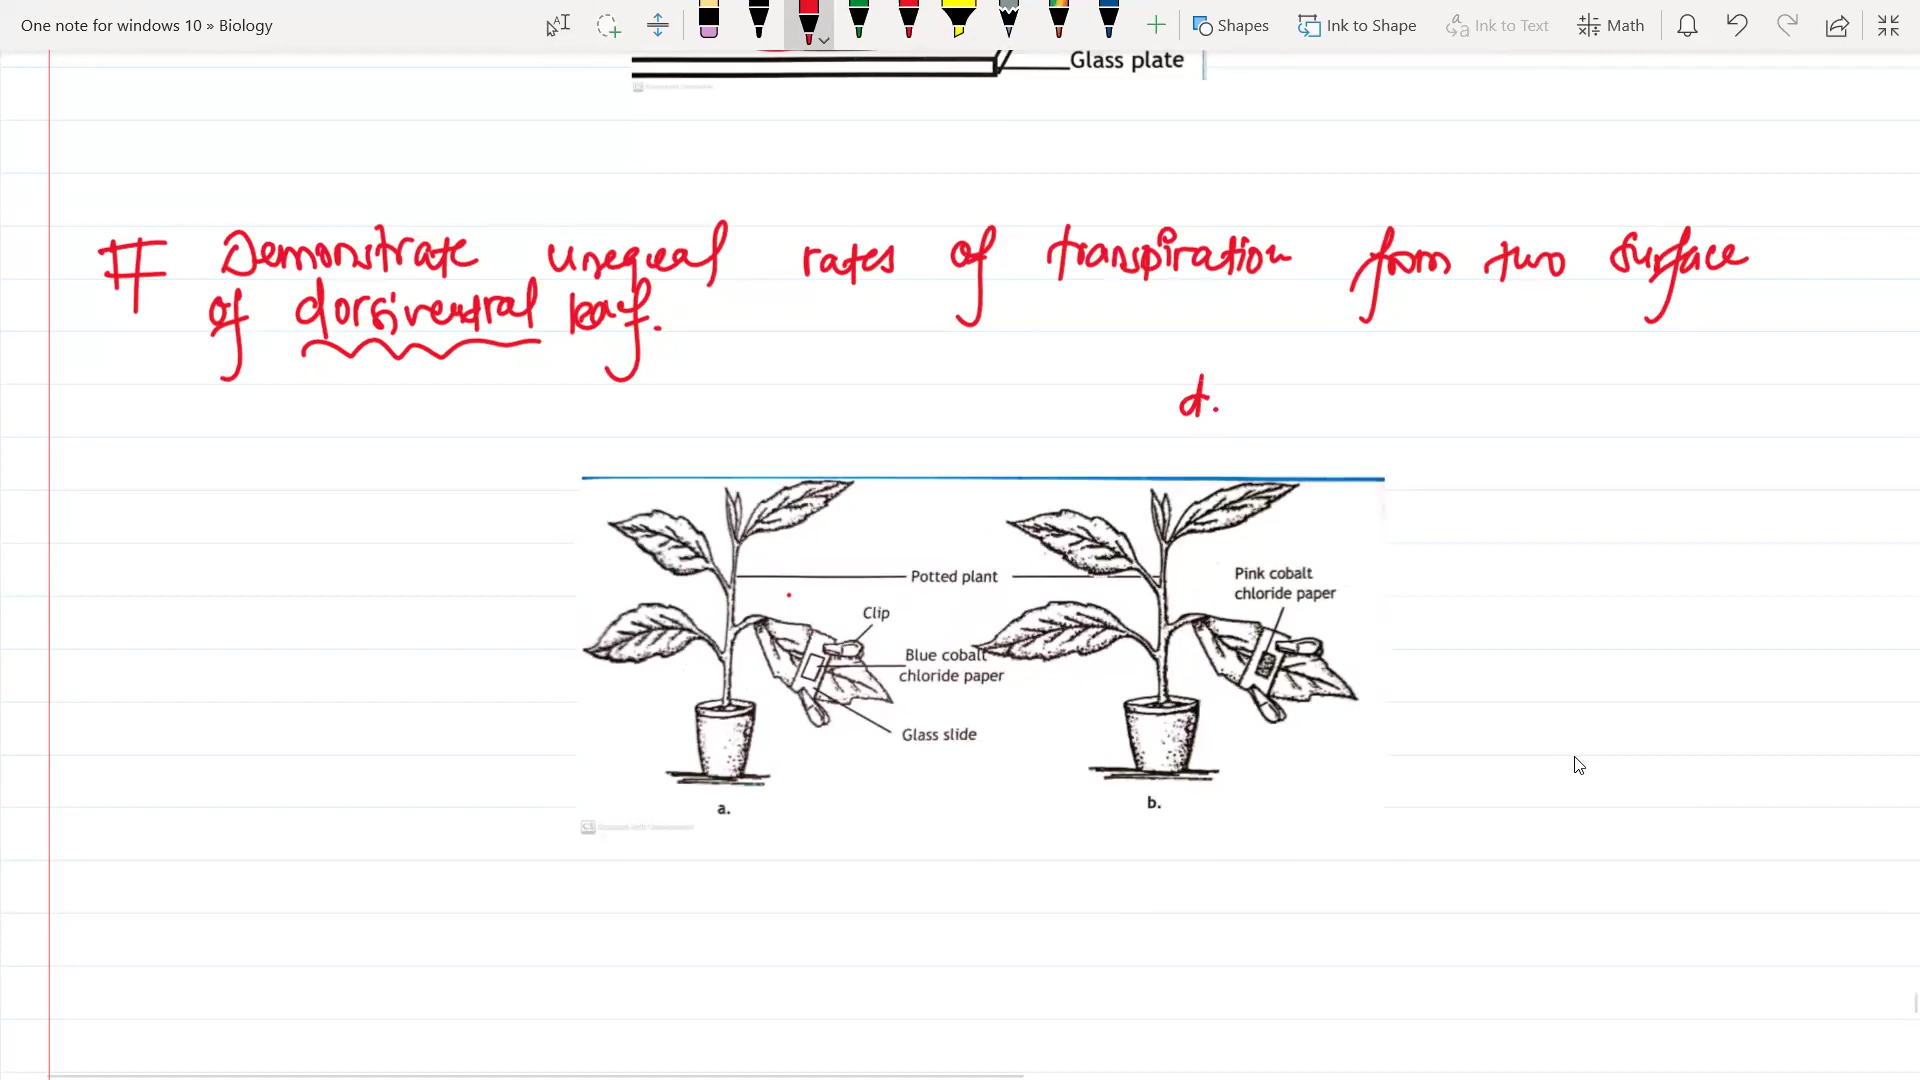 One note for windows 10 » Biology
Shapes
Ink to Shape
Ink to Text
Math
Glass plate
# Demonstrate unequal rates of transpiration from two surface
of dorsiventral leaf.
d.
Potted plant
Pink cobalt
chloride paper
Clip
Blue cobalt
chloride paper
Glass slide
a.
b.
CS